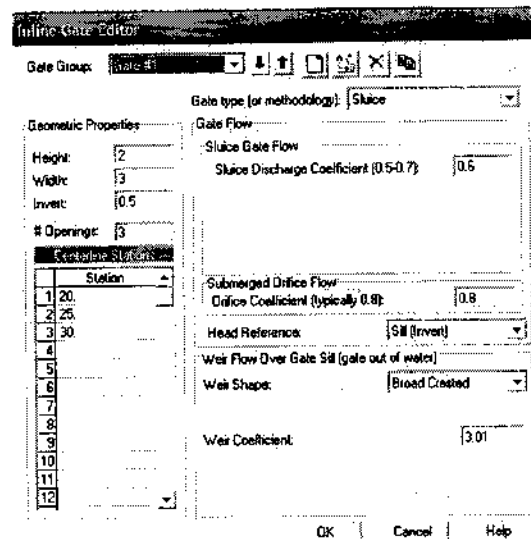 Inline Gate Editor
Gate Group: Gate #1
Gate type (or methodology): Sluice
Geometric Properties
Height: 2
Width: 3
Invert: 0.5
# Openings: 3
Centerline Stations
Station
1 20.
2 25.
3 30.
4
5
6
7
8
9
10
11
12
Gate Flow
Sluice Gate Flow
Sluice Discharge Coefficient (0.5-0.7): 0.6
Submerged Orifice Flow
Orifice Coefficient (typically 0.8): 0.8
Head Reference: Sill (Invert)
Weir Flow Over Gate Sill (gate out of water)
Weir Shape: Broad Crested
Weir Coefficient: 3.01
OK Cancel Help